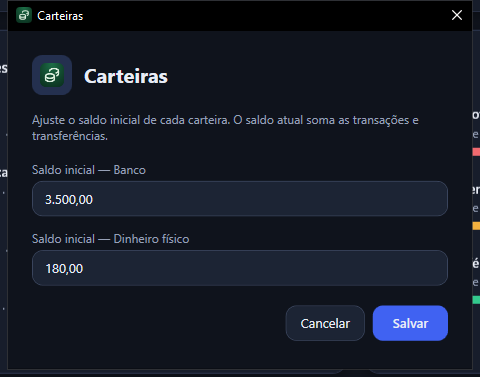 Carteiras
Carteiras
Ajuste o saldo inicial de cada carteira. O saldo atual soma as transações e
transferências.
Saldo inicial — Banco
3.500,00
Saldo inicial — Dinheiro físico
180,00
Cancelar
Salvar